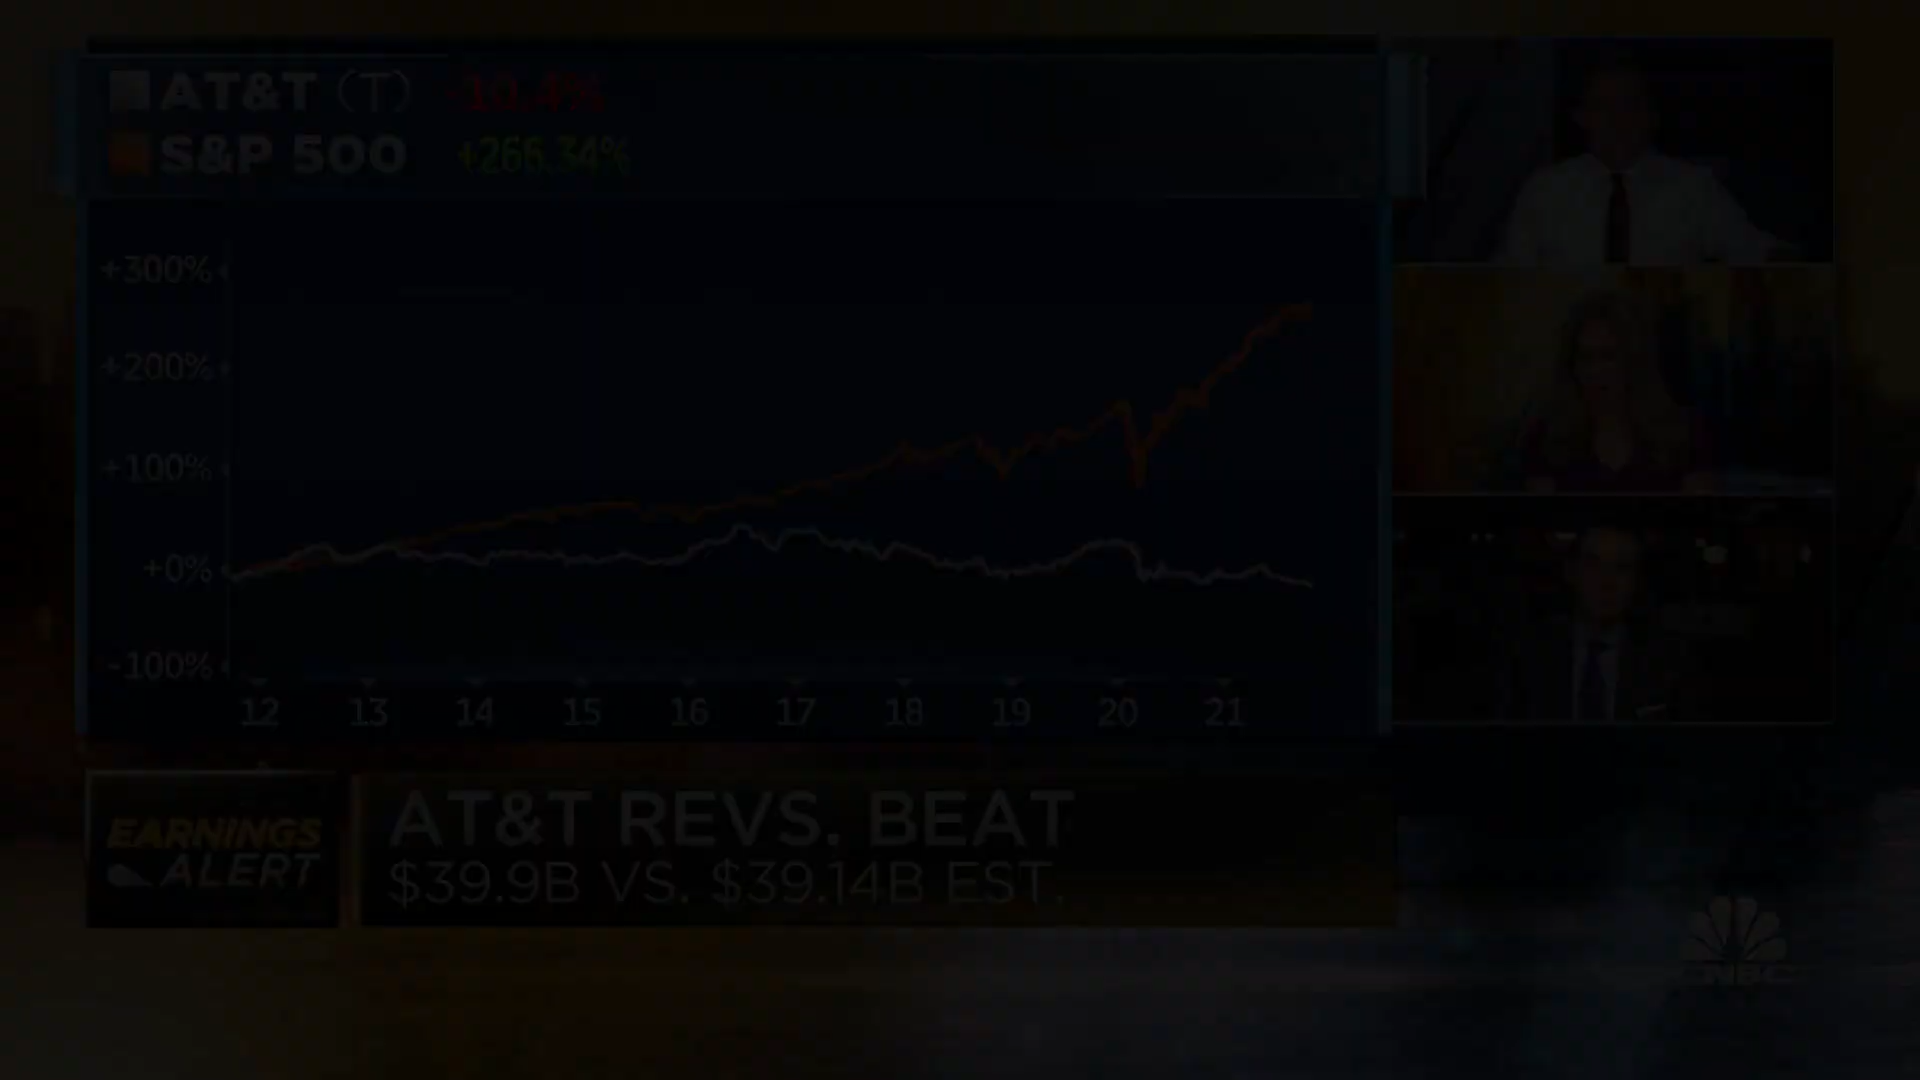 AT&T (T) -10.4%
S&P 500 +266.34%
+300%
+200%
+100%
+0%
-100%
12 13 14 15 16 17 18 19 20 21
EARNINGS
ALERT
AT&T REVS. BEAT
$39.9B VS. $39.14B EST.